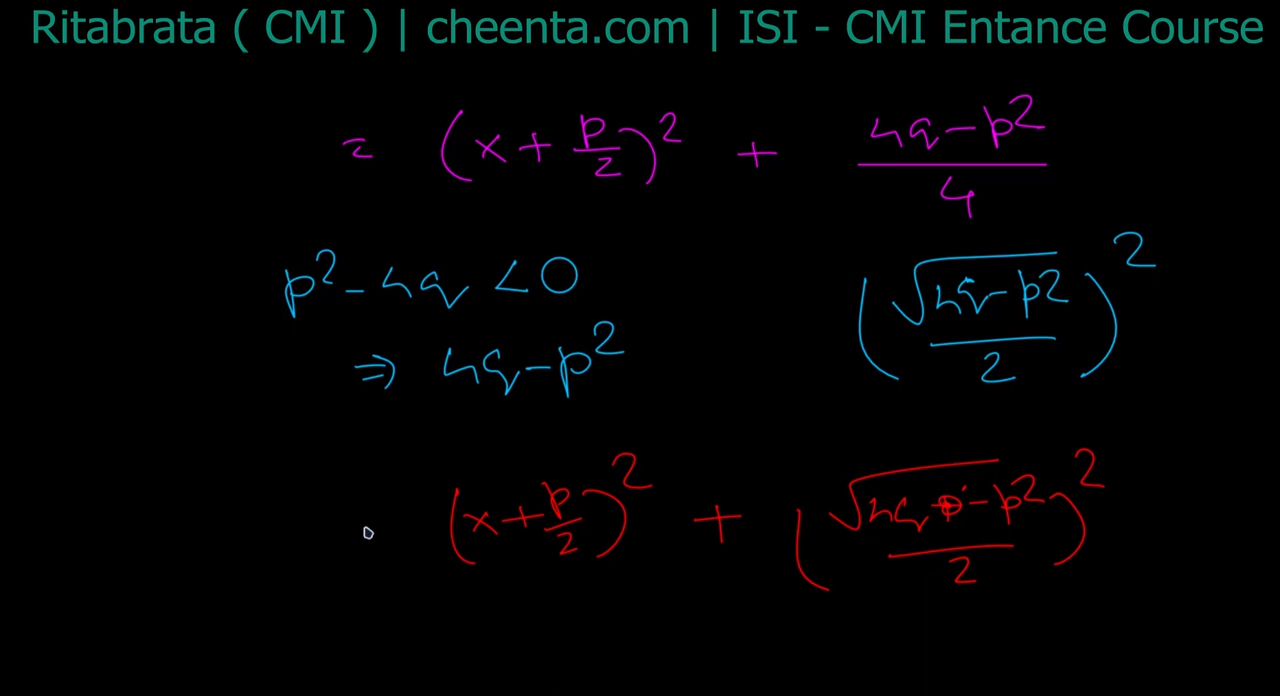 Ritabrata ( CMI ) | cheenta.com | ISI - CMI Entance Course
= (x + p/2)² + (4q - p²)/4
p² - 4q < 0
(√(4q - p2)/2)²
⇒ 4q - p²
(x + p/2)² + (√(4q - p²)/2)²